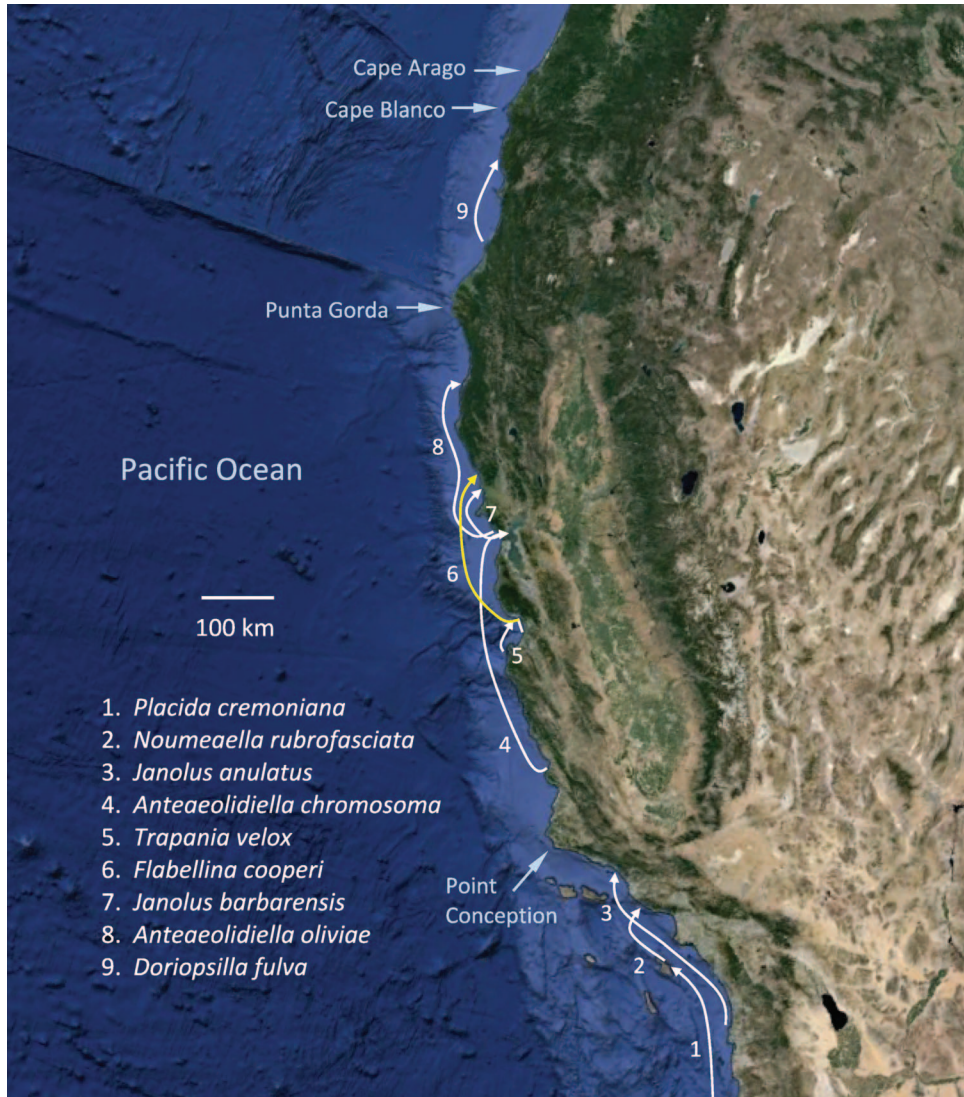 Cape Arago
Cape Blanco
9
Punta Gorda
8
Pacific Ocean
7
6
100 km
5
1. Placida cremoniana
2. Noumeaella rubrofasciata
4
3. Janolus anulatus
4. Anteaeolidiella chromosoma
5. Trapania velox
6. Flabellina cooperi
7. Janolus barbarensis
8. Anteaeolidiella oliviae
9. Doriopsilla fulva
Point
Conception
3
2
1